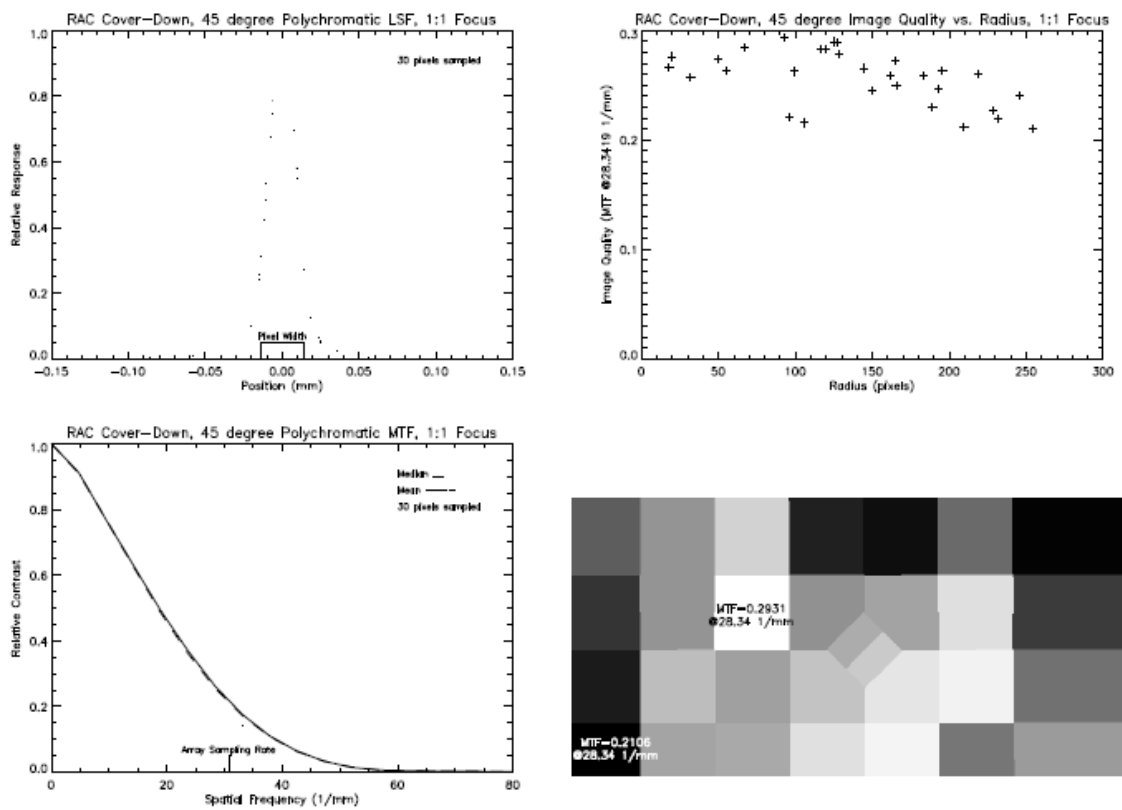 RAC Cover-Down, 45 degree Polychromatic LSF, 1:1 Focus
1.0
0.8
0.6
0.4
0.2
0.0
Relative Response
30 pixels sampled
Pixel Width
-0.15 -0.10 -0.05 0.00 0.05 0.10 0.15
Position (mm)
RAC Cover-Down, 45 degree Image Quality vs. Radius, 1:1 Focus
0.3
0.2
0.1
0.0
Image Quality (MTF @28.3419 1/mm)
0 50 100 150 200 250 300
Radius (pixels)
RAC Cover-Down, 45 degree Polychromatic MTF, 1:1 Focus
1.0
0.8
0.6
0.4
0.2
0.0
Relative Contrast
Median
Mean
30 pixels sampled
Array Sampling Rate
0 20 40 60 80
Spatial Frequency (1/mm)
MTF=0.2931
@28.34 1/mm
MTF=0.2106
@28.34 1/mm